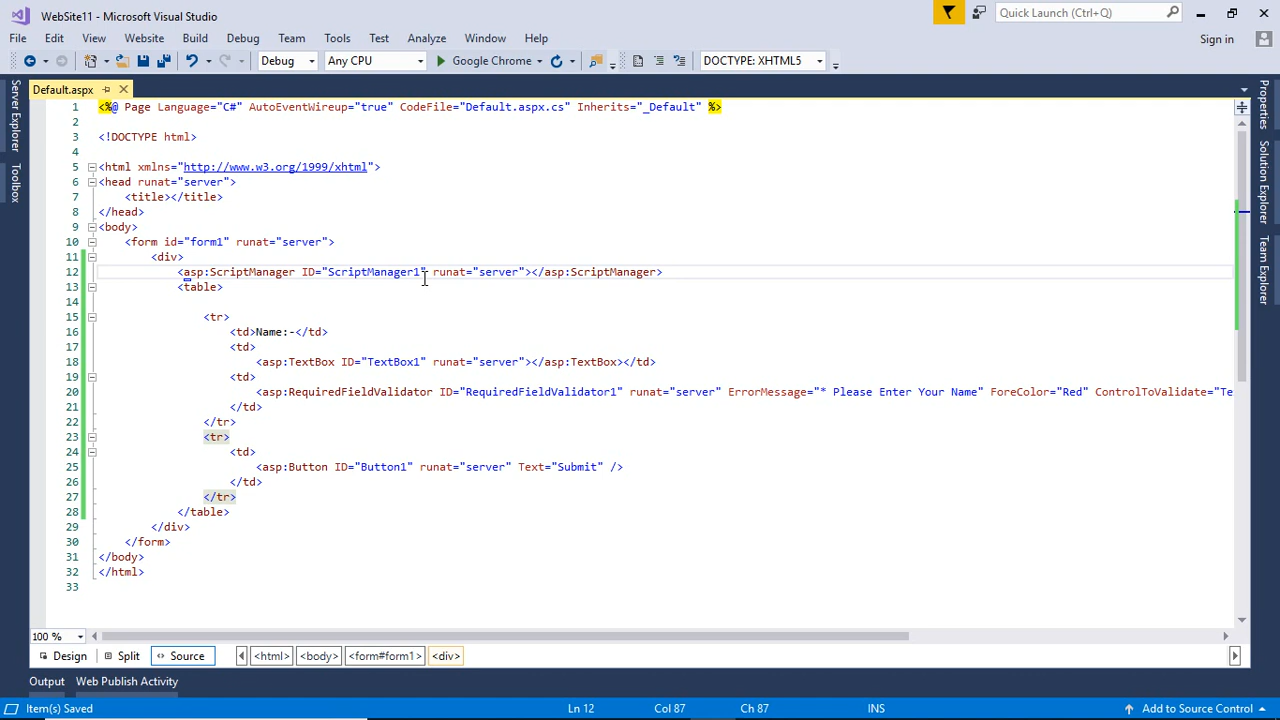 WebSite11 - Microsoft Visual Studio
Quick Launch (Ctrl+Q)
File Edit View Website Build Debug Team Tools Test Analyze Window Help
Sign in
Debug Any CPU Google Chrome DOCTYPE: XHTML5
Default.aspx
Server Explorer
Toolbox
Properties
Solution Explorer
Team Explorer
1 <%@ Page Language="C#" AutoEventWireup="true" CodeFile="Default.aspx.cs" Inherits="_Default" %>
2
3 <!DOCTYPE html>
4
5 <html xmlns="http://www.w3.org/1999/xhtml">
6 <head runat="server">
7 <title></title>
8 </head>
9 <body>
10 <form id="form1" runat="server">
11 <div>
12 <asp:ScriptManager ID="ScriptManager1" runat="server"></asp:ScriptManager>
13 <table>
14
15 <tr>
16 <td>Name:-</td>
17 <td>
18 <asp:TextBox ID="TextBox1" runat="server"></asp:TextBox></td>
19 <td>
20 <asp:RequiredFieldValidator ID="RequiredFieldValidator1" runat="server" ErrorMessage="* Please Enter Your Name" ForeColor="Red" ControlToValidate="Te
21 </td>
22 </tr>
23 <tr>
24 <td>
25 <asp:Button ID="Button1" runat="server" Text="Submit" />
26 </td>
27 </tr>
28 </table>
29 </div>
30 </form>
31 </body>
32 </html>
33
100 %
Design Split Source <html> <body> <form#form1> <div>
Output Web Publish Activity
Item(s) Saved Ln 12 Col 87 Ch 87 INS Add to Source Control